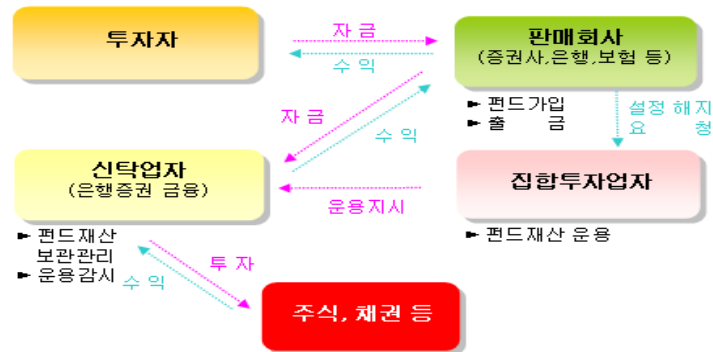 투자자
자 금
수 익
판매회사
(증권사,은행,보험 등)
► 펀드가입
► 출 금
설정 해지
요 청
자 금
수 익
신탁업자
(은행증권 금융)
운용지시
집합투자업자
► 펀드재산 운용
► 펀드재산
보관관리
► 운용감시
수 익
투 자
주식, 채권 등